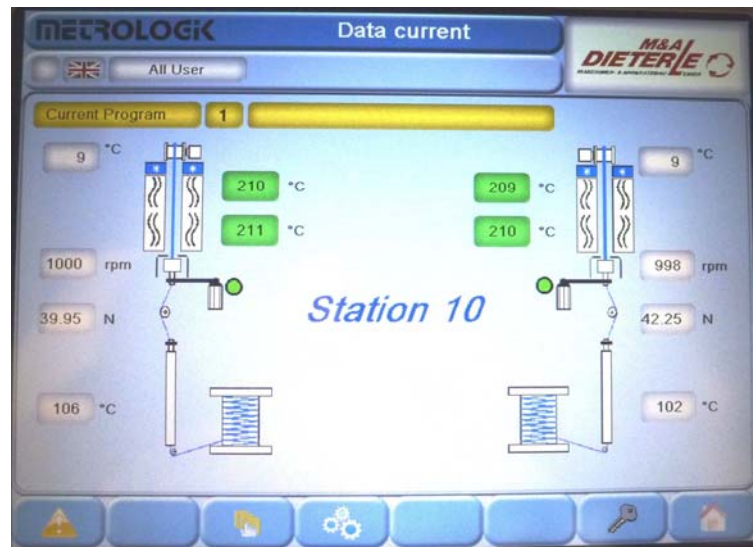 METROLOGIK
Data current
M&A
DIETERLE
All User
Current Program 1
9 °C
9 °C
210 °C
209 °C
211 °C
210 °C
1000 rpm
998 rpm
39.95 N
Station 10
42.25 N
106 °C
102 °C